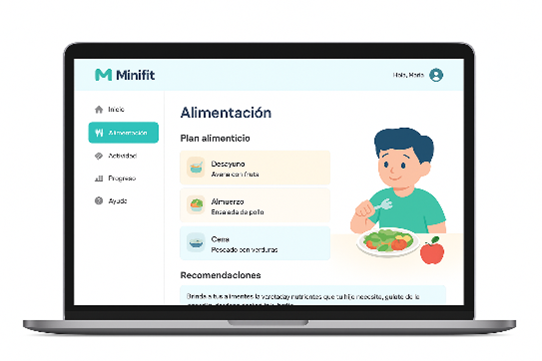 Minifit
Hola, María
Inicio
Alimentación
Actividad
Progreso
Ayuda
Alimentación
Plan alimenticio
Desayuno
Avena con fruta
Almuerzo
Ensalada de pollo
Cena
Pescado con verduras
Recomendaciones
Brinda a tus alimentos la variedad y nutrientes que tu hijo necesita,